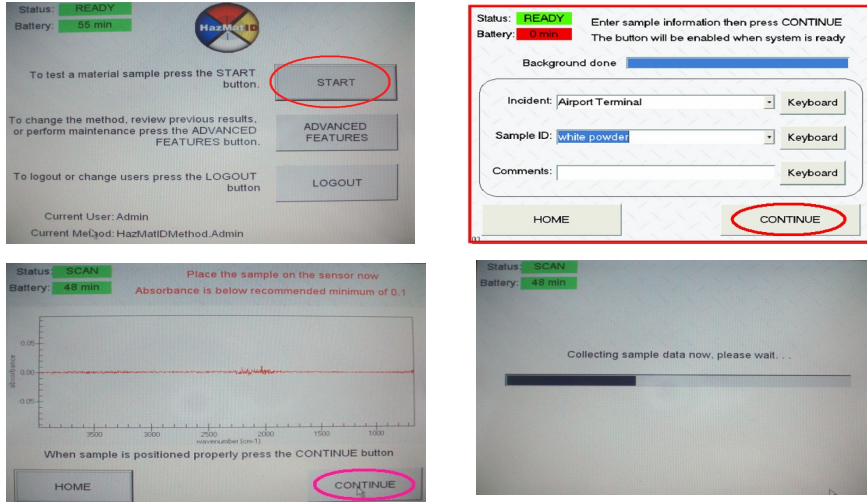 Status: READY
Battery: 55 min
HazMatID
To test a material sample press the START
button.
START
To change the method, review previous results,
or perform maintenance press the ADVANCED
FEATURES button.
ADVANCED
FEATURES
To logout or change users press the LOGOUT
button
LOGOUT
Current User: Admin
Current Method: HazMatIDMethod.Admin
Status: READY
Battery: 0 min
Enter sample information then press CONTINUE
The button will be enabled when system is ready
Background done
Incident: Airport Terminal
Keyboard
Sample ID: white powder
Keyboard
Comments:
Keyboard
HOME
CONTINUE
Status: SCAN
Battery: 48 min
Place the sample on the sensor now
Absorbance is below recommended minimum of 0.1
absorbance
0.05
0.00
-0.05
3500 3000 2500 2000 1500 1000
wavenumber (cm-1)
When sample is positioned properly press the CONTINUE button
HOME
CONTINUE
Status: SCAN
Battery: 48 min
Collecting sample data now, please wait. . .